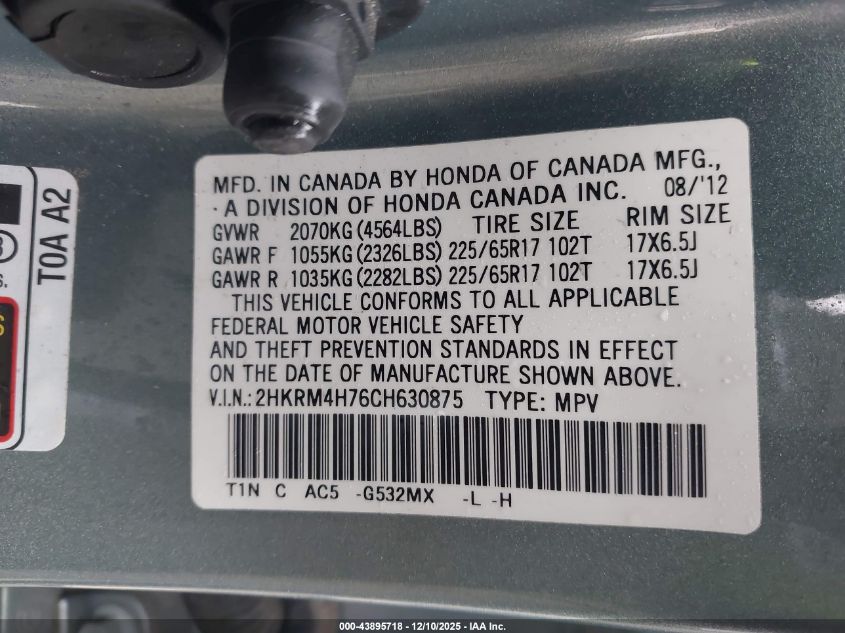 MFD. IN CANADA BY HONDA OF CANADA MFG.,
A DIVISION OF HONDA CANADA INC. 08/'12
GVWR 2070KG (4564LBS) TIRE SIZE RIM SIZE
GAWR F 1055KG (2326LBS) 225/65R17 102T 17X6.5J
GAWR R 1035KG (2282LBS) 225/65R17 102T 17X6.5J
THIS VEHICLE CONFORMS TO ALL APPLICABLE
FEDERAL MOTOR VEHICLE SAFETY
AND THEFT PREVENTION STANDARDS IN EFFECT
ON THE DATE OF MANUFACTURE SHOWN ABOVE.
V.I.N.: 2HKRM4H76CH630875 TYPE: MPV
T1N C AC5 -G532MX -L -H
T0A A2
000-43895718 - 12/10/2025 - IAA Inc.